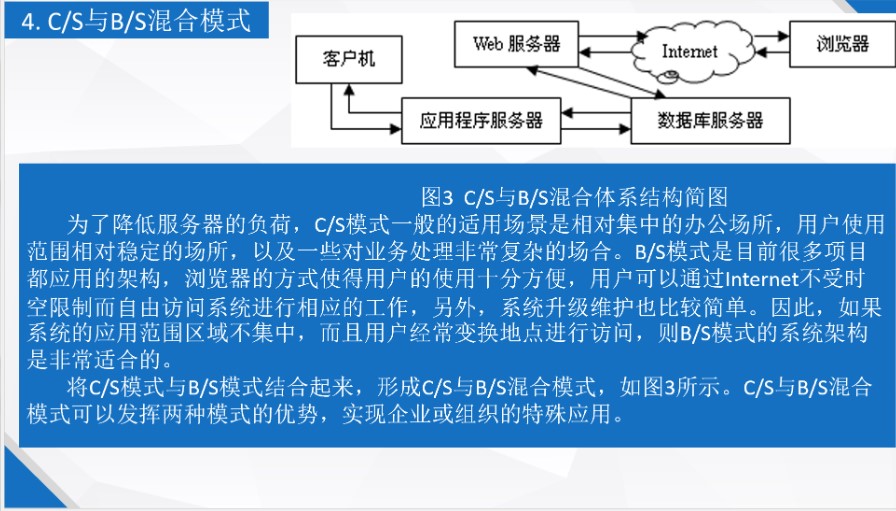 4. C/S与B/S混合模式
客户机
Web 服务器
Internet
浏览器
应用程序服务器
数据库服务器
图3 C/S与B/S混合体系结构简图
为了降低服务器的负荷，C/S模式一般的适用场景是相对集中的办公场所，用户使用
范围相对稳定的场所，以及一些对业务处理非常复杂的场合。B/S模式是目前很多项目
都应用的架构，浏览器的方式使得用户的使用十分方便，用户可以通过Internet不受时
空限制而自由访问系统进行相应的工作，另外，系统升级维护也比较简单。因此，如果
系统的应用范围区域不集中，而且用户经常变换地点进行访问，则B/S模式的系统架构
是非常适合的。
将C/S模式与B/S模式结合起来，形成C/S与B/S混合模式，如图3所示。C/S与B/S混合
模式可以发挥两种模式的优势，实现企业或组织的特殊应用。